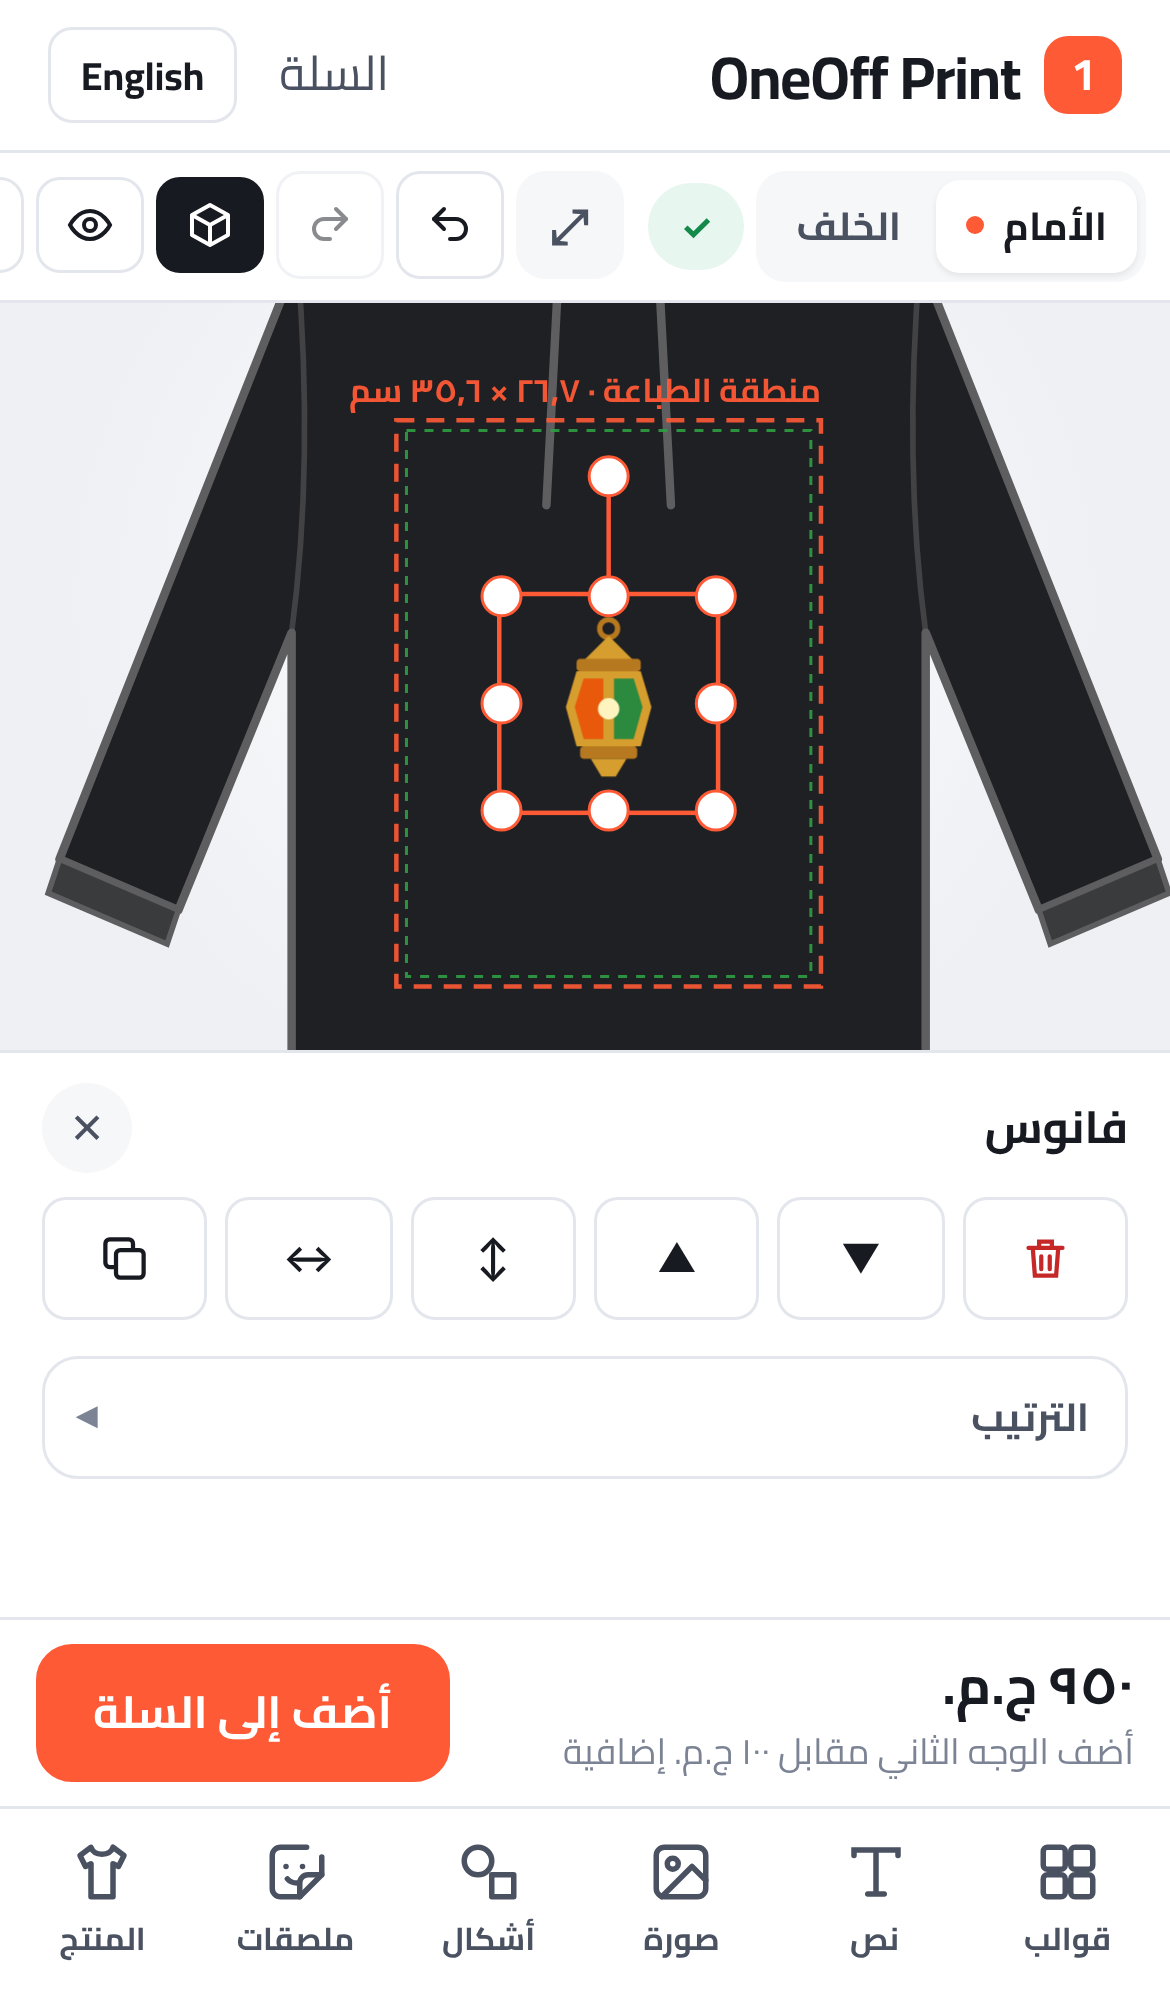 1 OneOff Print
السلة
English
الأمام
الخلف
منطقة الطباعة · ٢٦٫٧ × ٣٥٫٦ سم
فانوس
الترتيب
٩٥٠ ج.م.
أضف الوجه الثاني مقابل ١٠٠ ج.م. إضافية
أضف إلى السلة
قوالب
نص
صورة
أشكال
ملصقات
المنتج